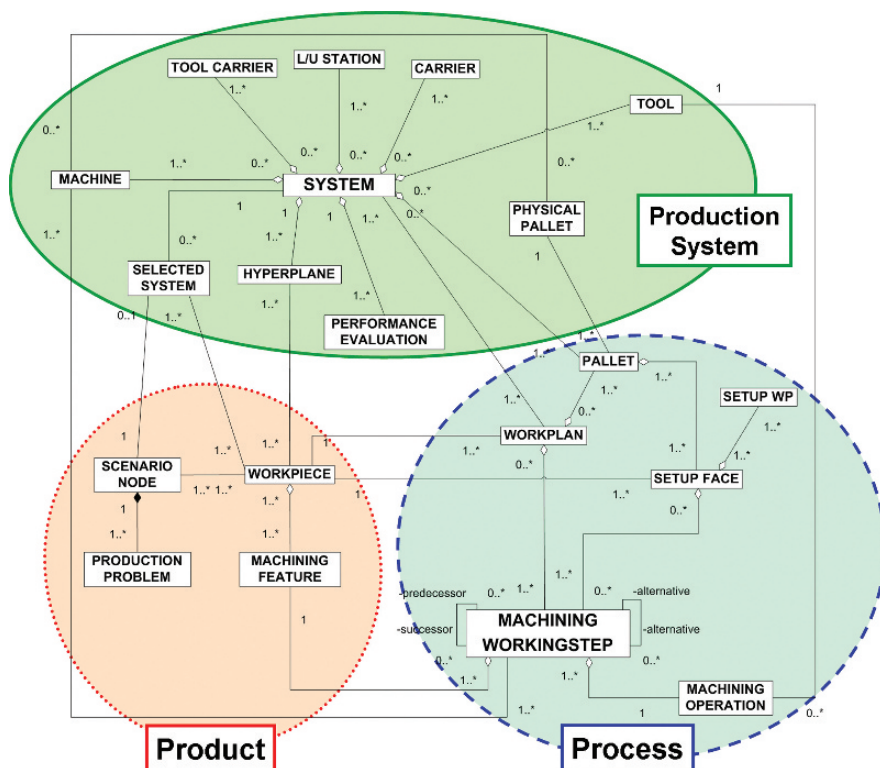 L/U STATION
TOOL CARRIER
CARRIER
1
1..*
1..*
1..*
TOOL
1..*
0..*
0..*
0..*
0..*
0..*
1..*
MACHINE
SYSTEM
0..*
0..*
1..*
1
1
1
1..*
0..*
PHYSICAL
PALLET
Production
System
0..*
1..*
1
SELECTED
SYSTEM
HYPERPLANE
0..1
1..*
1..*
1..*
PERFORMANCE
EVALUATION
1..*
1..*
PALLET
1..*
1..*
SETUP WP
1..*
0..*
1..*
1
1..*
1..*
1..*
WORKPLAN
1..*
1..*
SCENARIO
NODE
WORKPIECE
0..*
1..*
SETUP FACE
1..*
1..*
1
1..*
1
1..*
0..*
1..*
1..*
PRODUCTION
PROBLEM
MACHINING
FEATURE
1..*
-predecessor
0..*
1..*
0..*
-alternative
1
MACHINING
WORKINGSTEP
-successor
-alternative
0..*
0..*
1..*
1..*
MACHINING
OPERATION
1..*
1
0..*
Product
Process